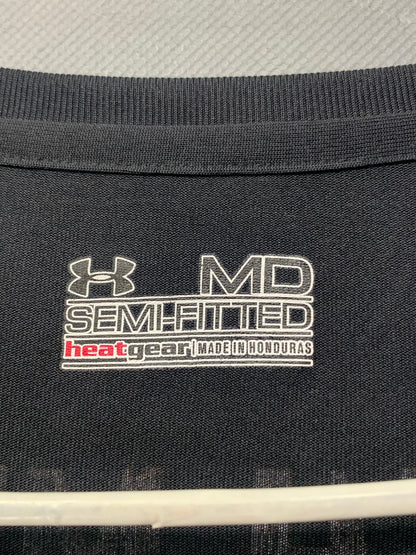 MD
SEMI-FITTED
heatgear | MADE IN HONDURAS